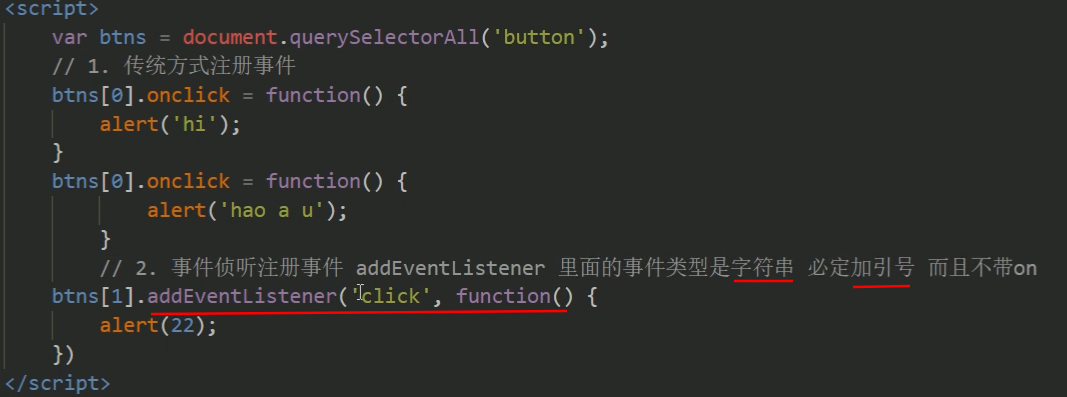 <script>
var btns = document.querySelectorAll('button');
// 1. 传统方式注册事件
btns[0].onclick = function() {
alert('hi');
}
btns[0].onclick = function() {
alert('hao a u');
}
// 2. 事件侦听注册事件 addEventListener 里面的事件类型是字符串 必定加引号 而且不带on
btns[1].addEventListener('click', function() {
alert(22);
})
</script>